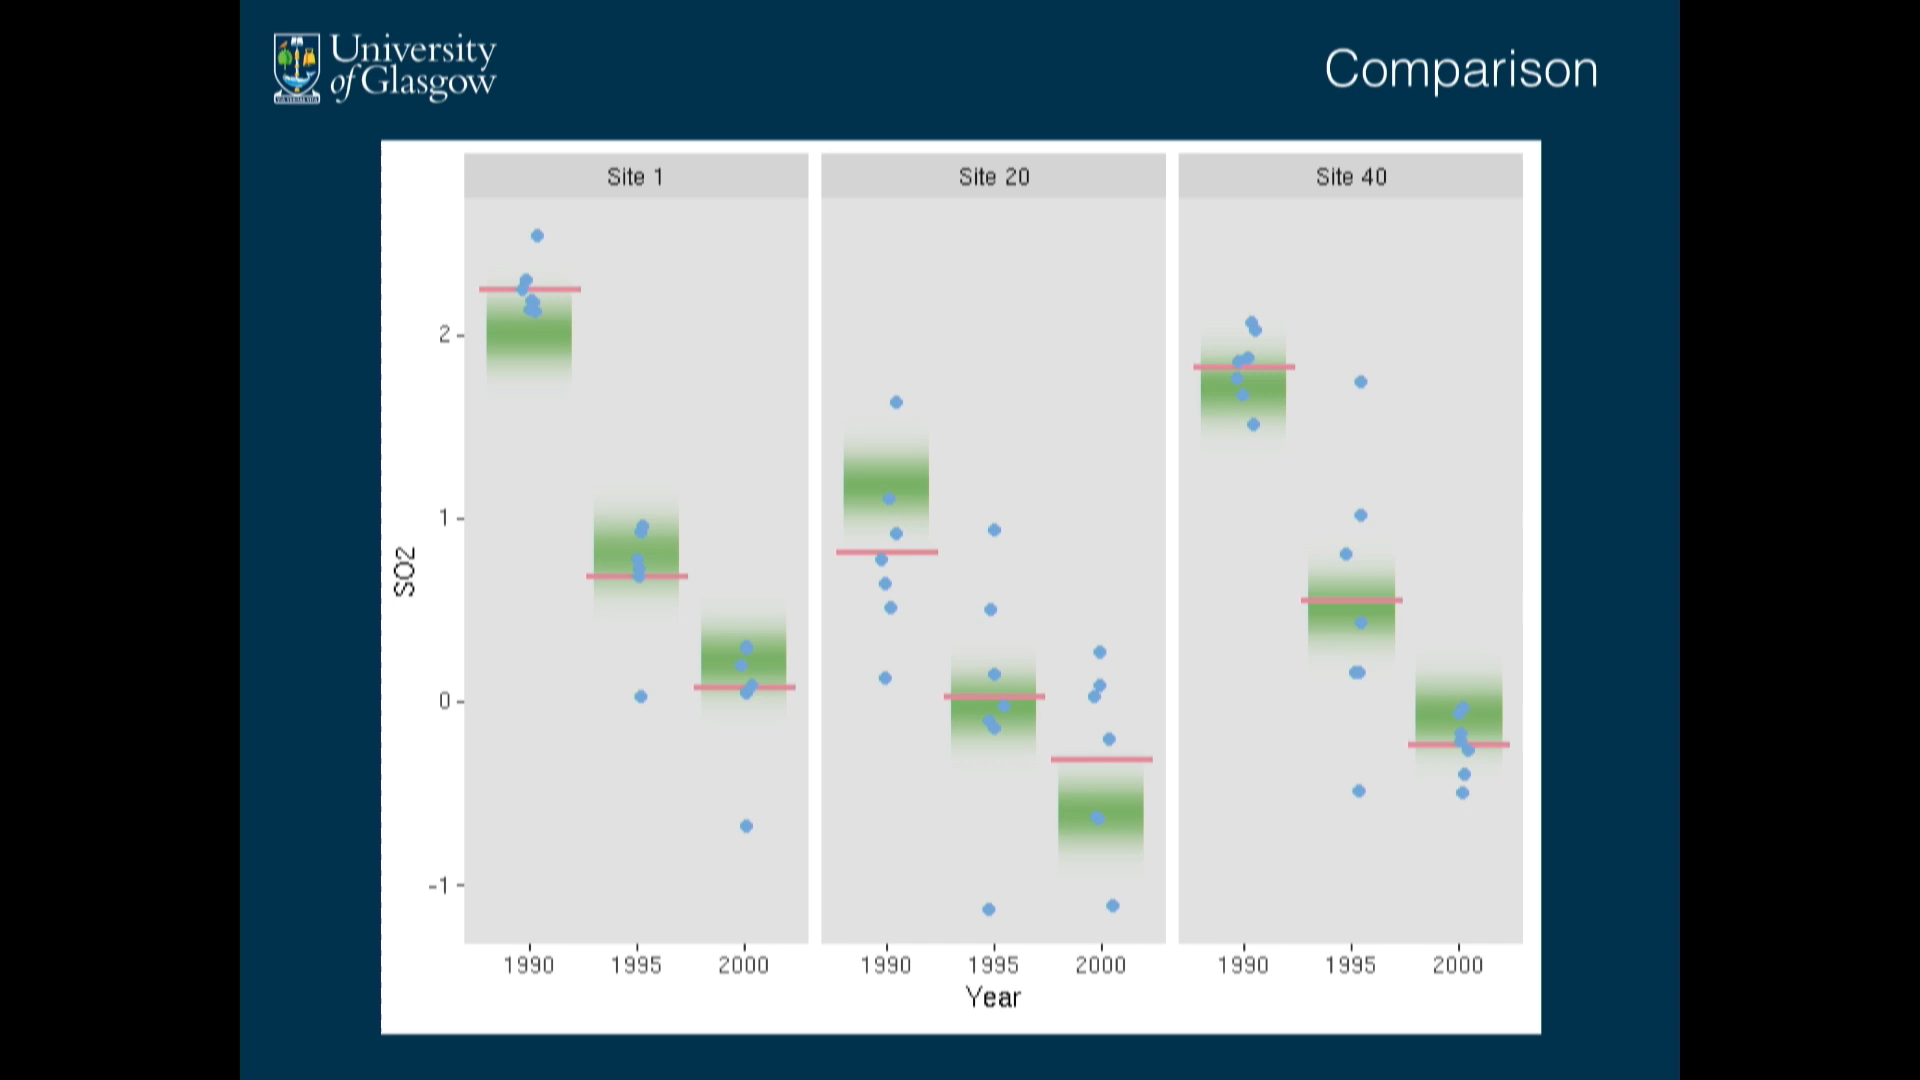 University
of Glasgow
Comparison
Site 1
Site 20
Site 40
2
1
0
-1
SO2
1990 1995 2000
1990 1995 2000
1990 1995 2000
Year